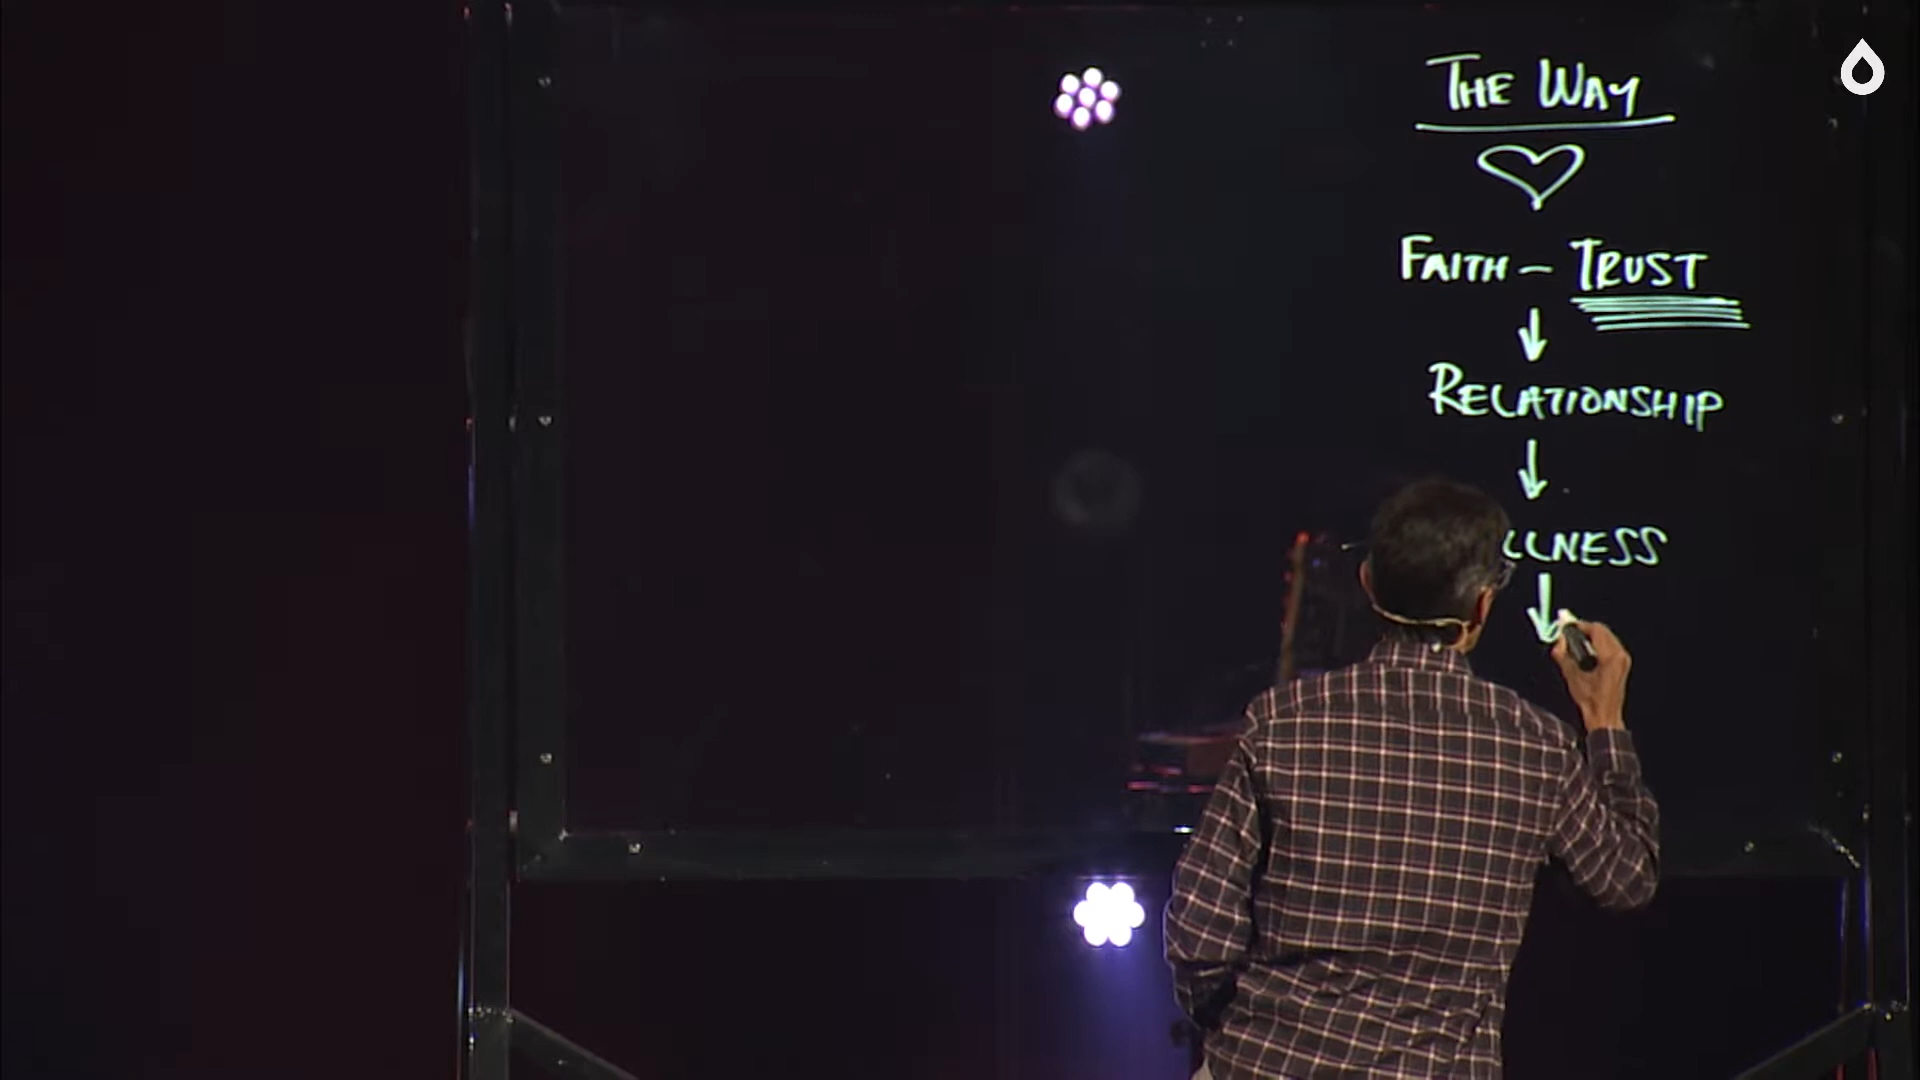 THE WAY
FAITH – TRUST
RELATIONSHIP